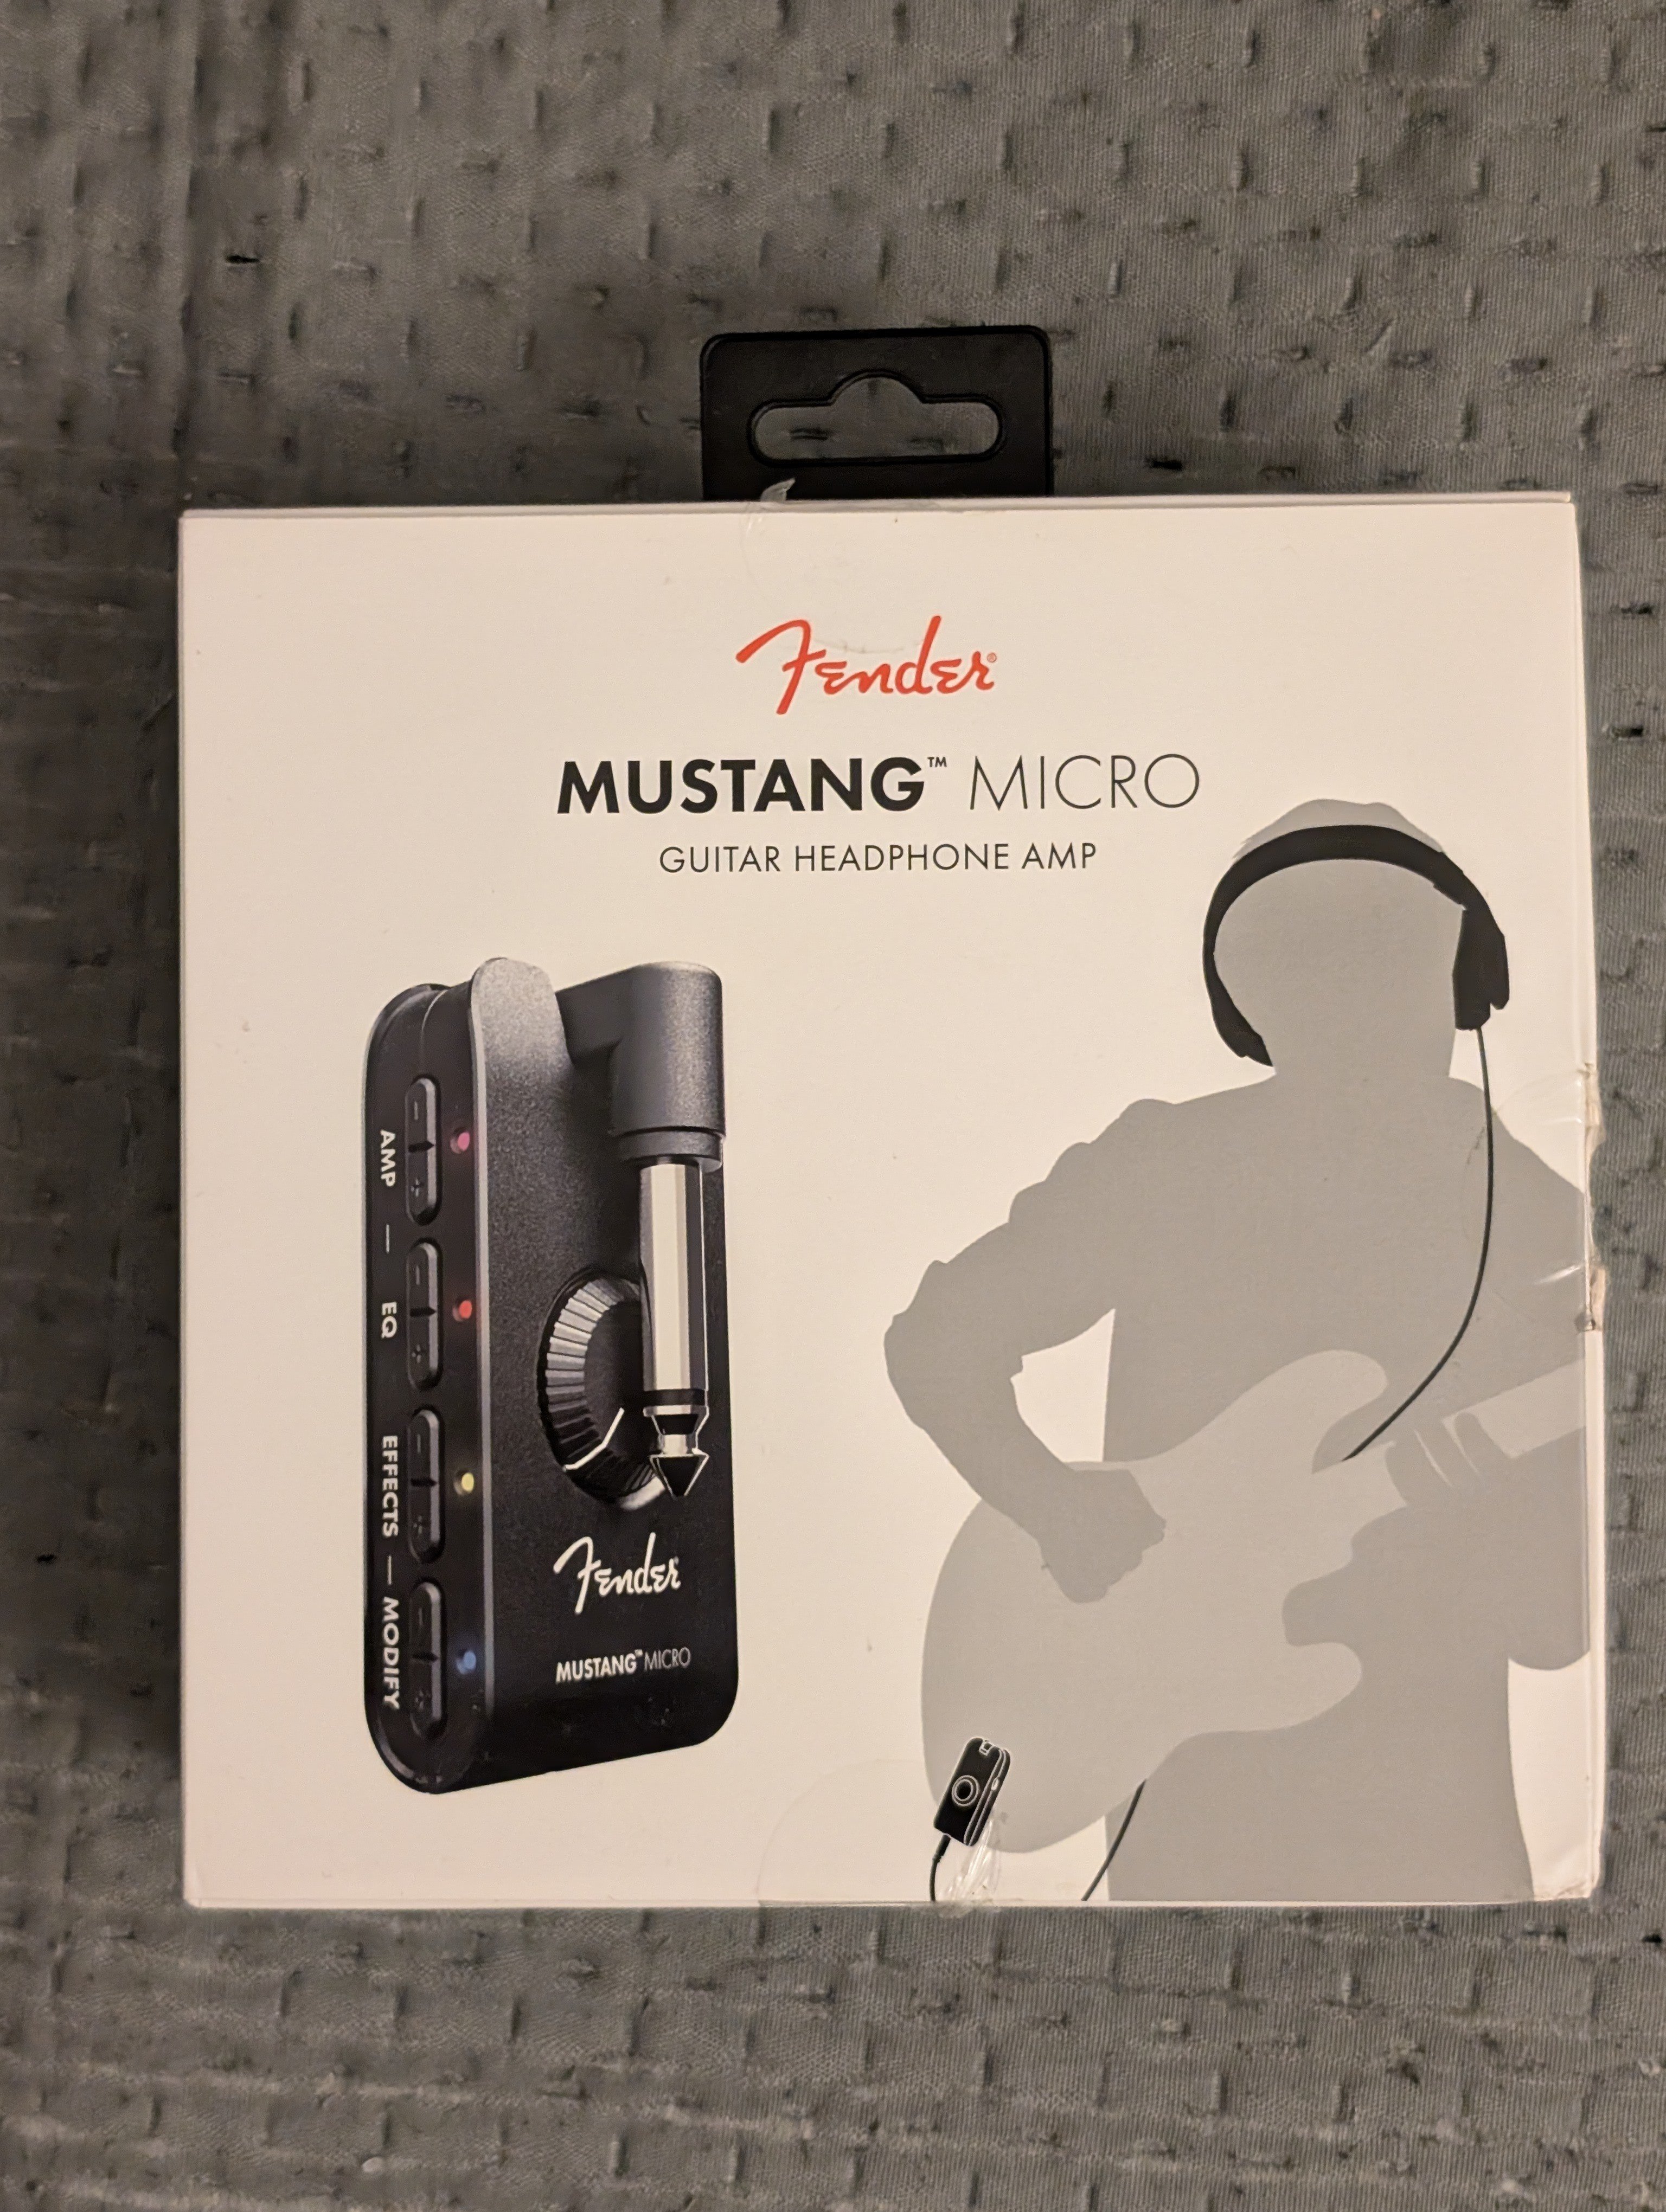 Fender®
MUSTANG™ MICRO
GUITAR HEADPHONE AMP
AMP — EQ EFFECTS — MODIFY
Fender
MUSTANG™ MICRO